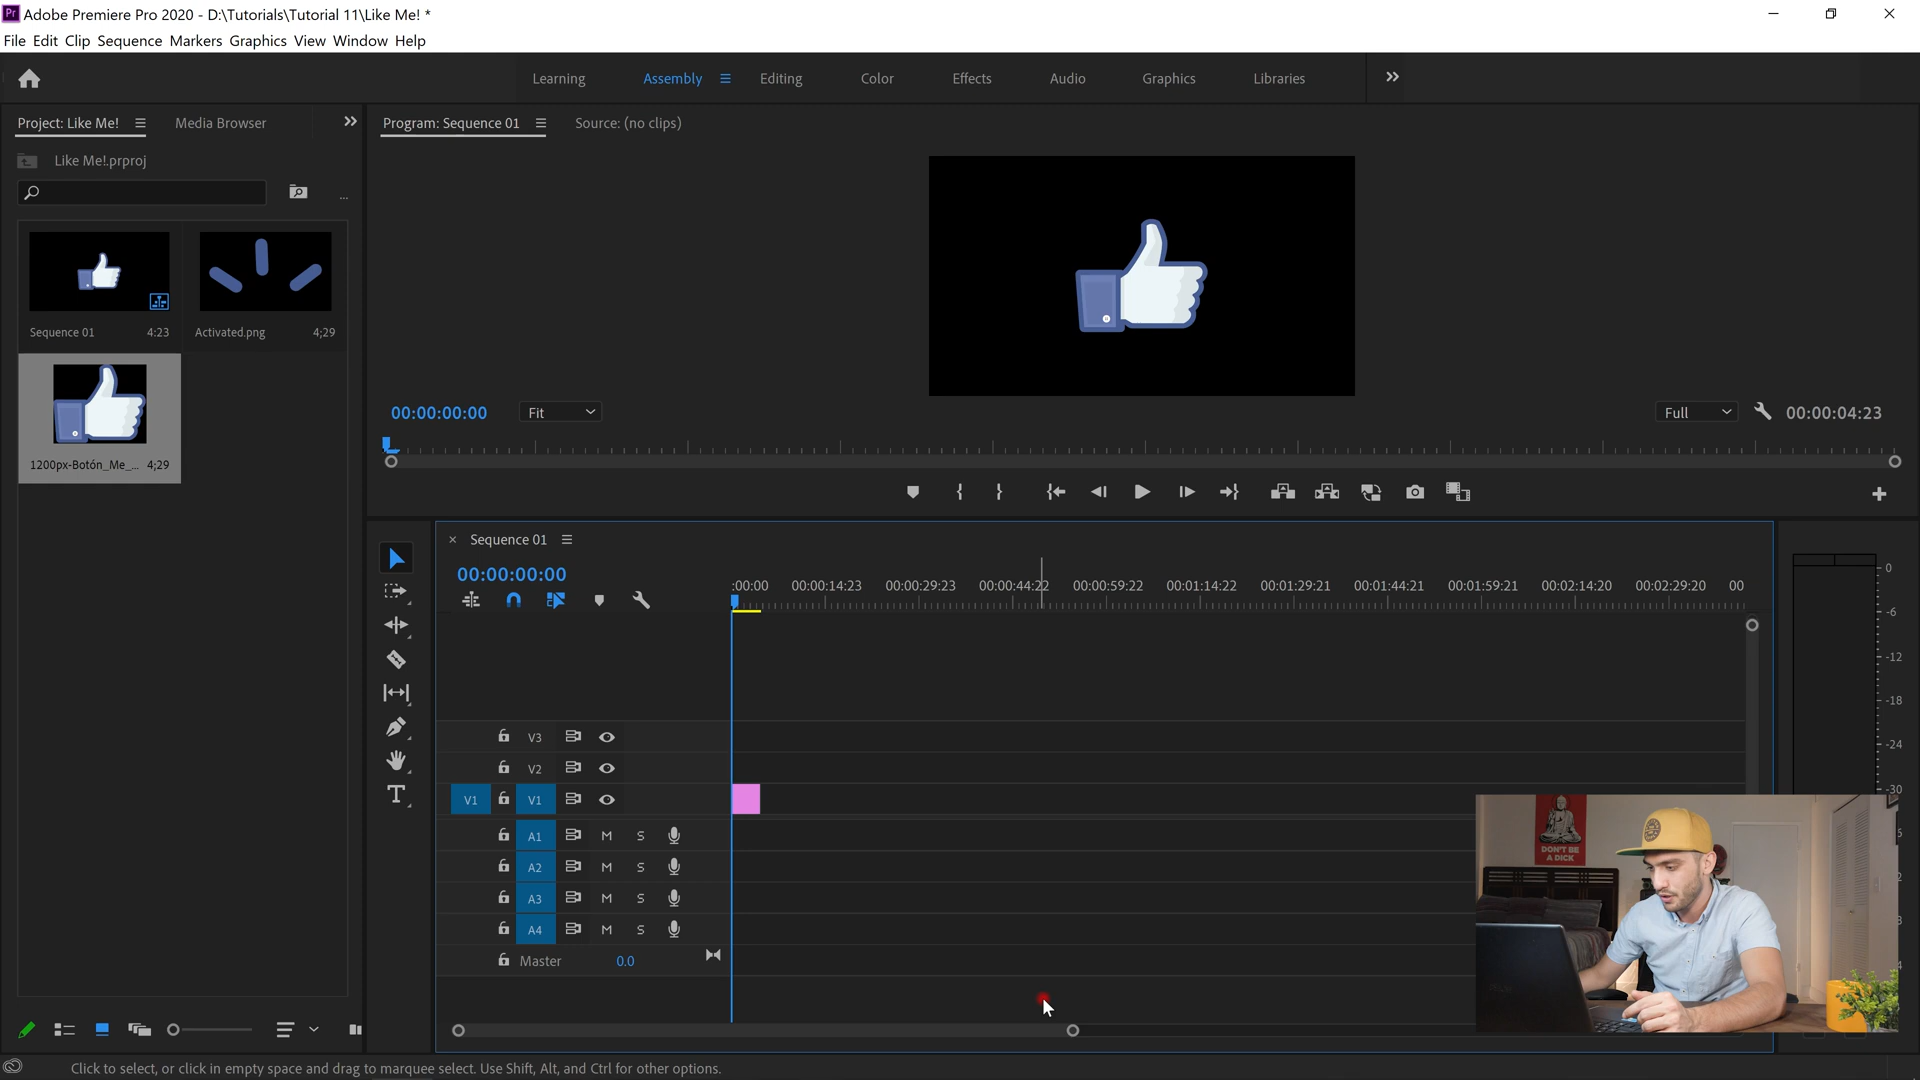 Pr Adobe Premiere Pro 2020 - D:\Tutorials\Tutorial 11\Like Me! *
File Edit Clip Sequence Markers Graphics View Window Help
Learning Assembly Editing Color Effects Audio Graphics Libraries
Project: Like Me! Media Browser
Like Me!.prproj
...
Sequence 01 4:23
Activated.png 4;29
1200px-Botón_Me_... 4;29
Program: Sequence 01 Source: (no clips)
00:00:00:00 Fit Full 00:00:04:23
Sequence 01
00:00:00:00
:00:00 00:00:14:23 00:00:29:23 00:00:44:22 00:00:59:22 00:01:14:22 00:01:29:21 00:01:44:21 00:01:59:21 00:02:14:20 00:02:29:20 00
V3
V2
V1 V1
A1 M S
A2 M S
A3 M S
A4 M S
Master 0.0
0
-6
-12
-18
-24
-30
DON'T BE
A DICK
Click to select, or click in empty space and drag to marquee select. Use Shift, Alt, and Ctrl for other options.